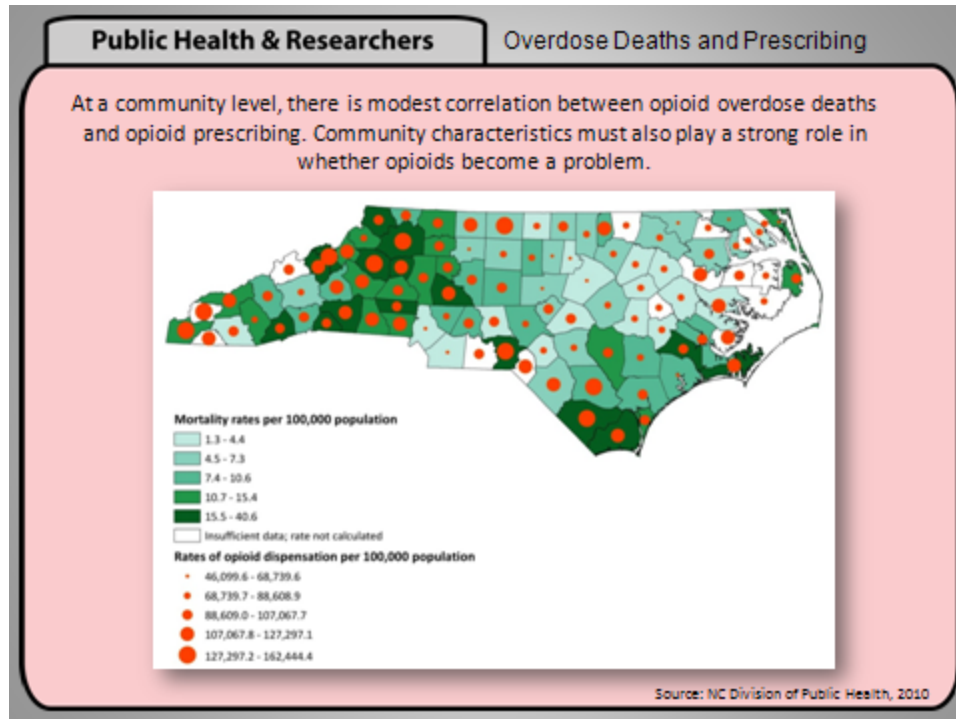 Public Health & Researchers
Overdose Deaths and Prescribing
At a community level, there is modest correlation between opioid overdose deaths
and opioid prescribing. Community characteristics must also play a strong role in
whether opioids become a problem.
Mortality rates per 100,000 population
1.3 - 4.4
4.5 - 7.3
7.4 - 10.6
10.7 - 15.4
15.5 - 40.6
Insufficient data; rate not calculated
Rates of opioid dispensation per 100,000 population
46,099.6 - 68,739.6
68,739.7 - 88,608.9
88,609.0 - 107,067.7
107,067.8 - 127,297.1
127,297.2 - 162,444.4
Source: NC Division of Public Health, 2010